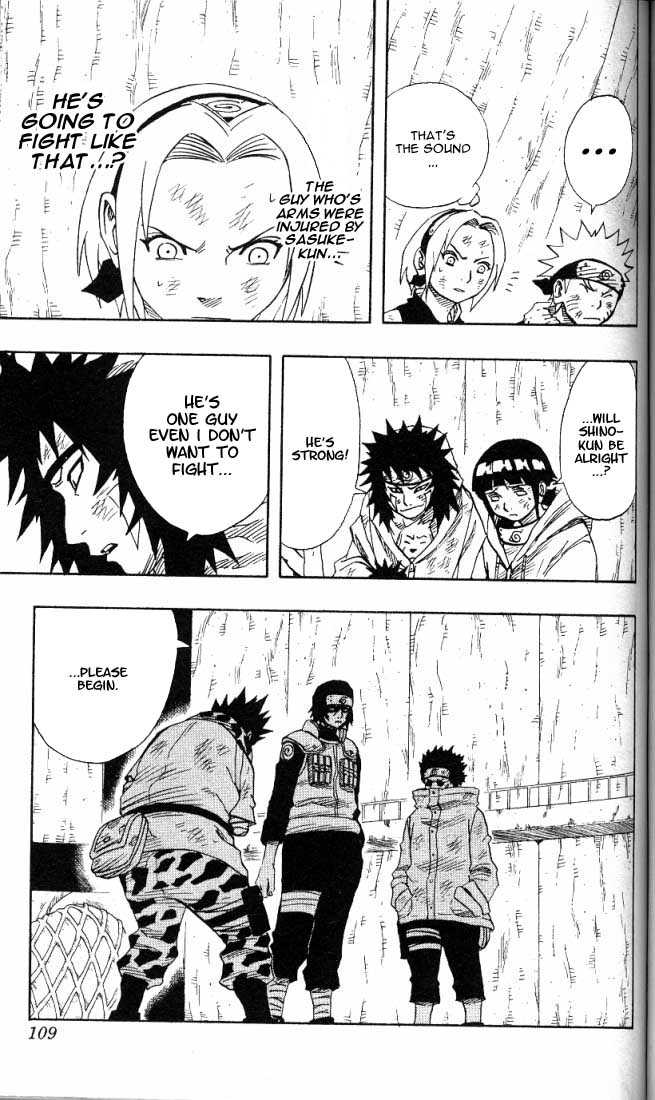 ...
THAT'S
THE SOUND
...
THE
GUY WHO'S
ARMS WERE
INJURED BY
SASUKE-
KUN...
HE'S
GOING TO
FIGHT LIKE
THAT...?
...WILL
SHINO-
KUN BE
ALRIGHT
...?
HE'S
STRONG!
HE'S
ONE GUY
EVEN I DON'T
WANT TO
FIGHT...
...PLEASE
BEGIN.
109